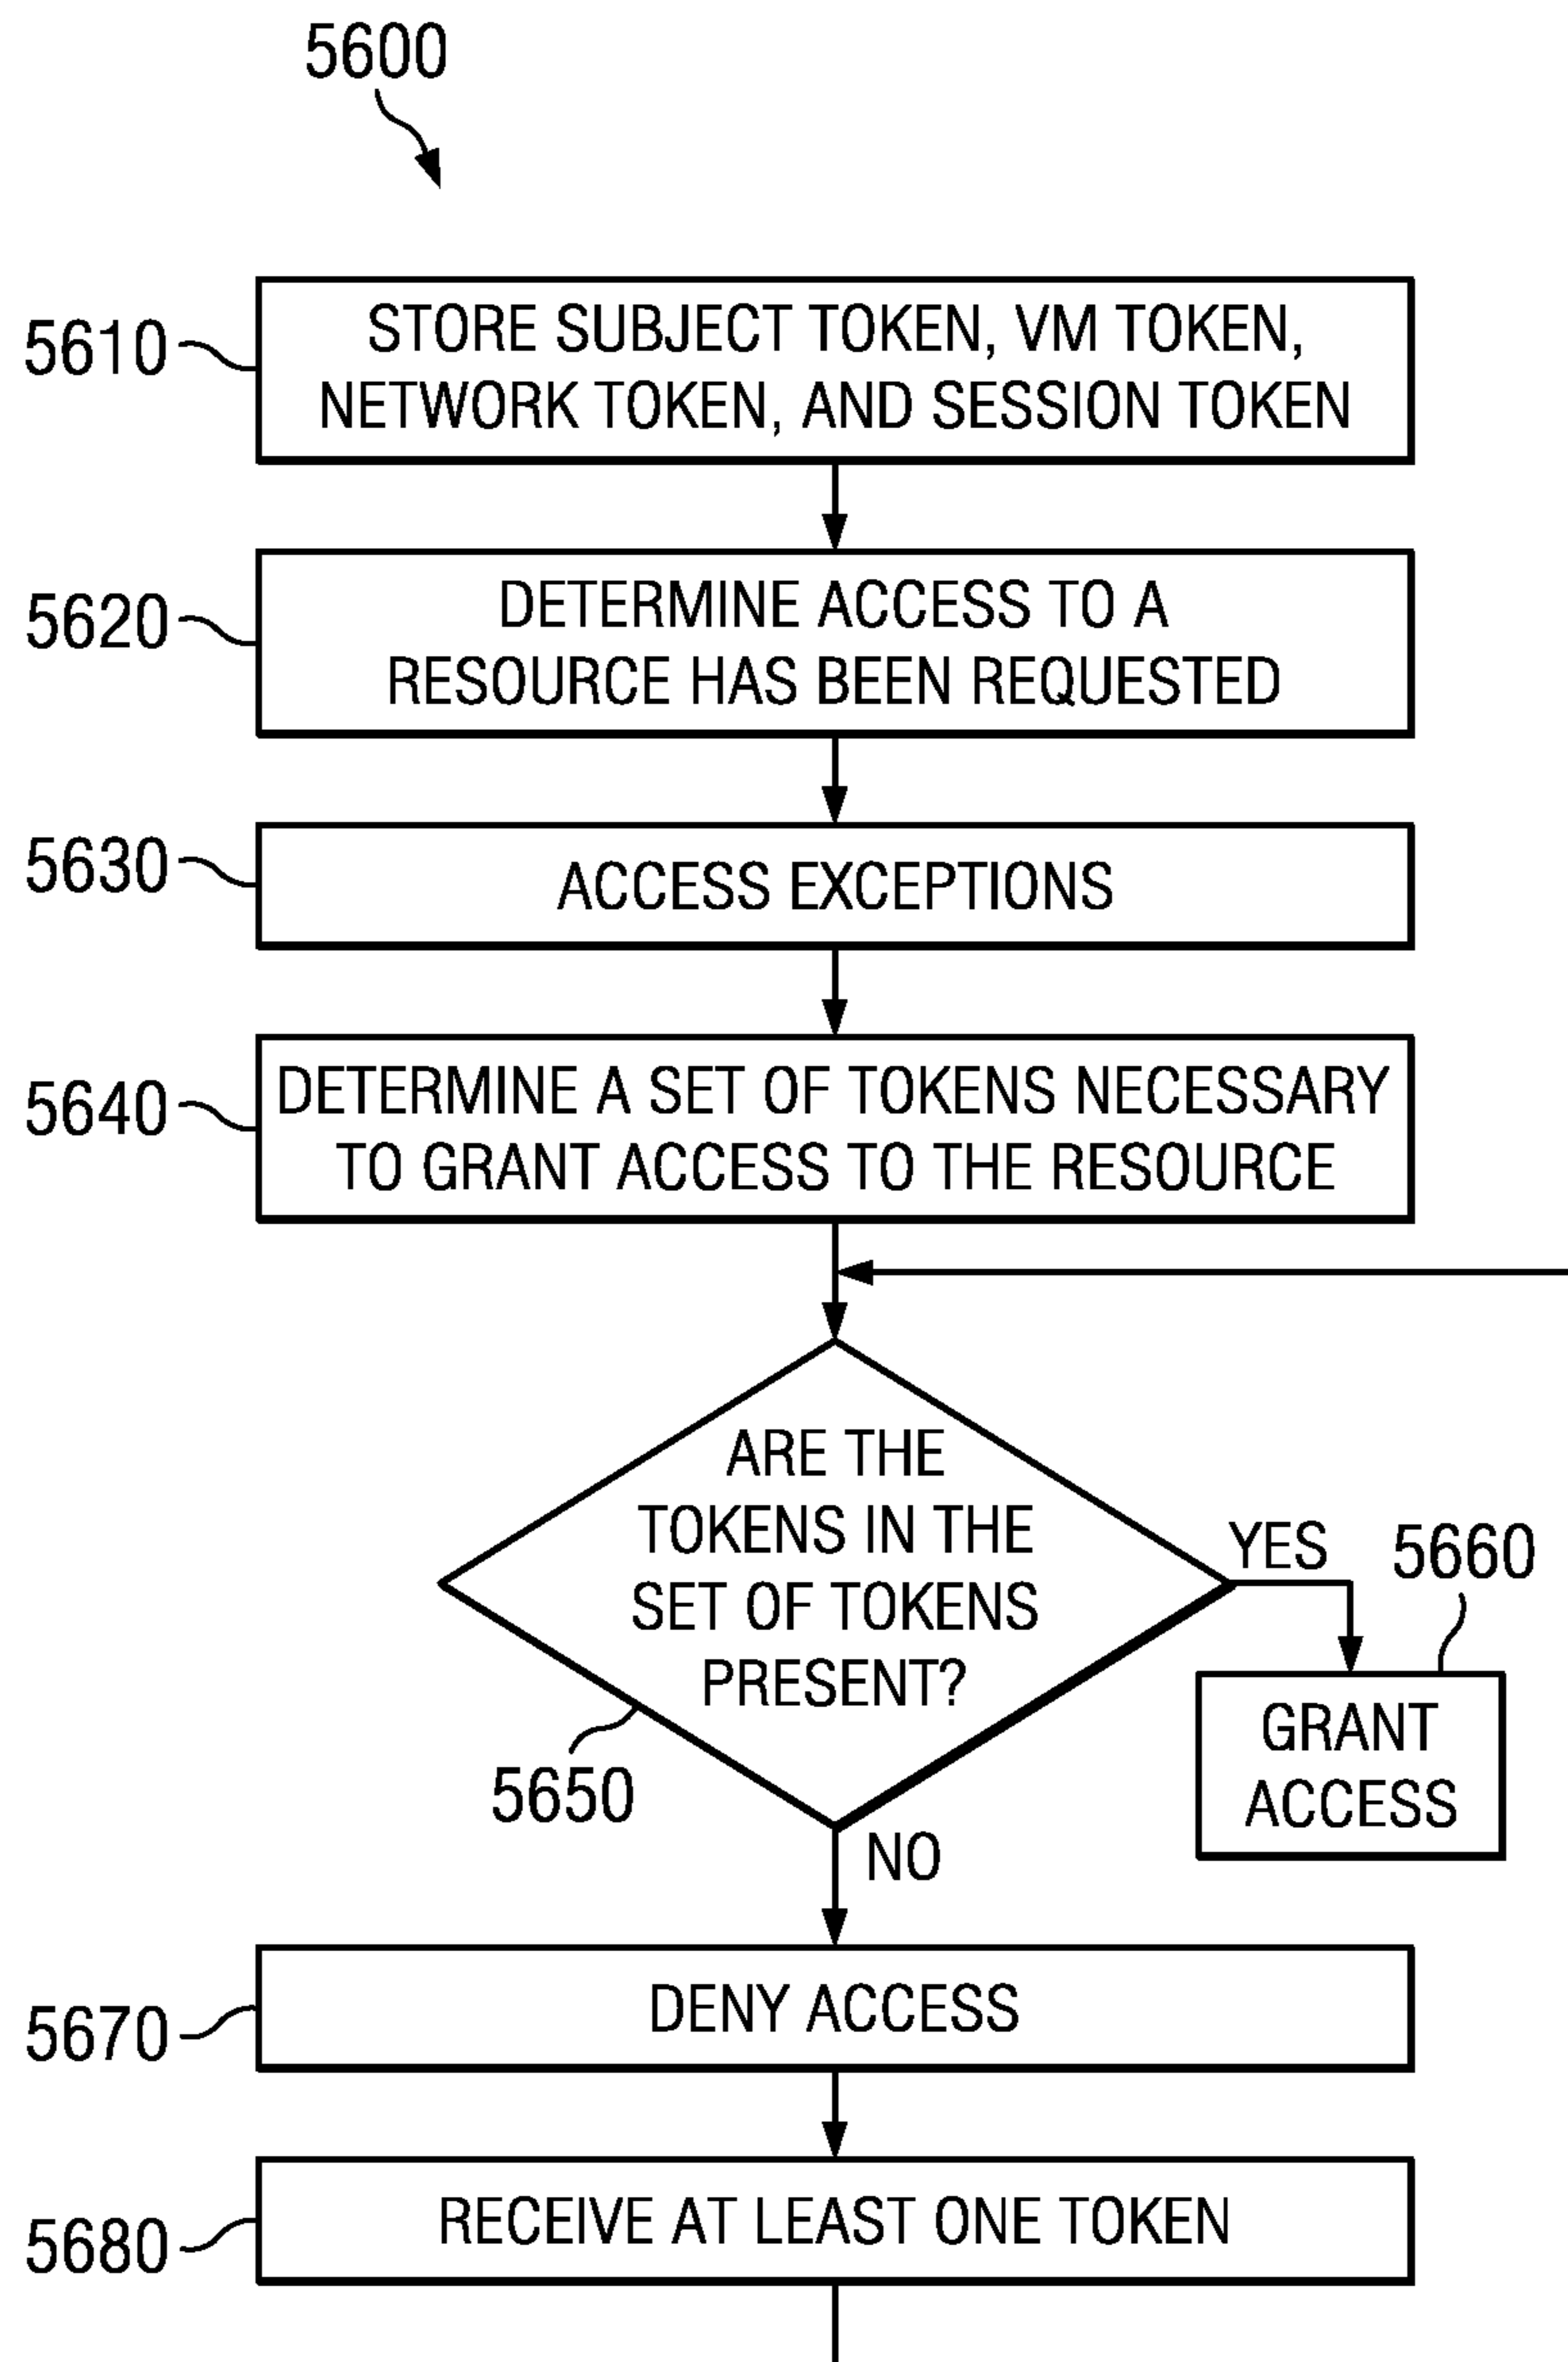 5600
5610
STORE SUBJECT TOKEN, VM TOKEN,
NETWORK TOKEN, AND SESSION TOKEN
5620
DETERMINE ACCESS TO A
RESOURCE HAS BEEN REQUESTED
5630
ACCESS EXCEPTIONS
5640
DETERMINE A SET OF TOKENS NECESSARY
TO GRANT ACCESS TO THE RESOURCE
ARE THE
TOKENS IN THE
SET OF TOKENS
PRESENT?
5650
YES
5660
GRANT
ACCESS
NO
5670
DENY ACCESS
5680
RECEIVE AT LEAST ONE TOKEN